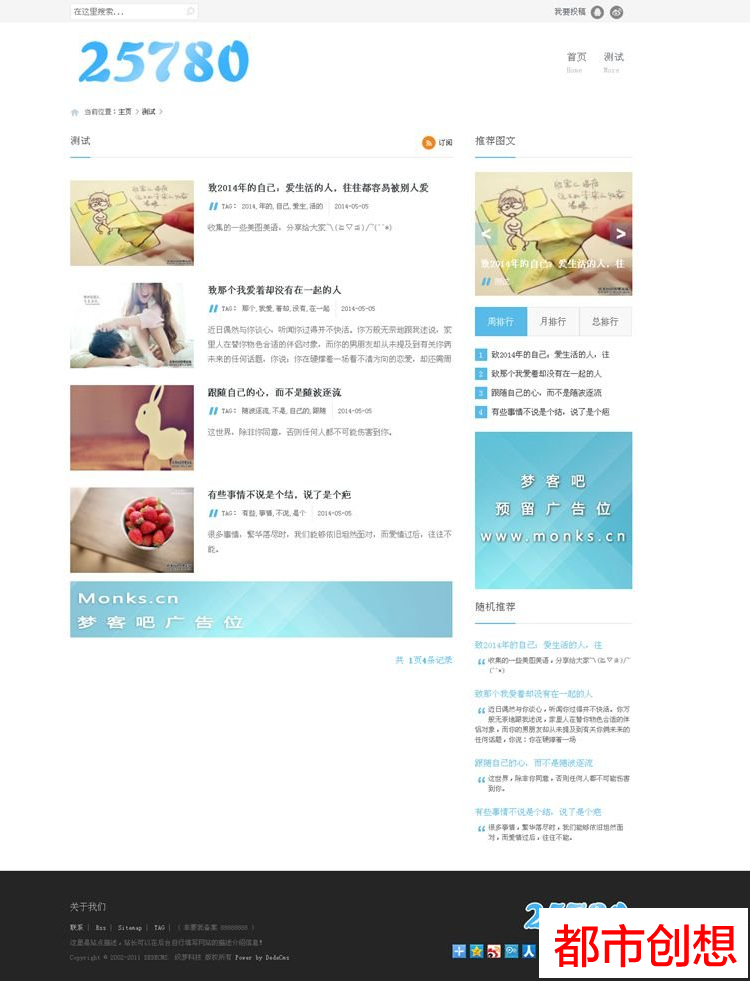 在这里搜索...
我要投稿
25780
首页 测试
Home More
当前位置：主页 > 测试 >
测试
订阅
致2014年的自己：爱生活的人，往往都容易被别人爱
TAG： 2014,年的,自己,爱生,活的 2014-05-05
收集的一些美图美语，分享给大家
致那个我爱着却没有在一起的人
TAG： 那个,我爱,着却,没有,在一起 2014-05-05
近日偶然与你谈心，听闻你过得并不快活。你万般无奈地跟我述说，家
里人在替你物色合适的伴侣对象，而你的男朋友却从未提及到有关你俩
未来的任何话题，你说：你在硬撑着一场看不清方向的恋爱，却还需周
跟随自己的心，而不是随波逐流
TAG： 随波逐流,不是,自己的,跟随 2014-05-05
这世界，除非你同意，否则任何人都不可能伤害到你。
有些事情不说是个结，说了是个疤
TAG： 有些,事情,不说,是个 2014-05-05
很多事情，繁华落尽时，我们能够依旧坦然面对，而爱情过后，往往不
能。
Monks.cn
梦客吧广告位
共 1页4条记录
推荐图文
< >
致2014年的自己：爱生活的人，往
周排行 月排行 总排行
1 致2014年的自己：爱生活的人，往
2 致那个我爱着却没有在一起的人
3 跟随自己的心，而不是随波逐流
4 有些事情不说是个结，说了是个疤
梦客吧
预留广告位
www.monks.cn
随机推荐
致2014年的自己：爱生活的人，往
收集的一些美图美语，分享给大家
致那个我爱着却没有在一起的人
近日偶然与你谈心，听闻你过得并不快活。你万
般无奈地跟我述说，家里人在替你物色合适的伴
侣对象，而你的男朋友却从未提及到有关你俩未来的
任何话题，你说：你在硬撑着一场
跟随自己的心，而不是随波逐流
这世界，除非你同意，否则任何人都不可能伤害
到你。
有些事情不说是个结，说了是个疤
很多事情，繁华落尽时，我们能够依旧坦然面
对，而爱情过后，往往不能。
关于我们
联系 | Rss | Sitemap | TAG |
这里是站点描述，站长可以在后台自行填写网站的描述介绍信息！
Copyright © 2002-2011 DEDECMS. 织梦科技 版权所有 Power by DedeCms
25780
都市创想